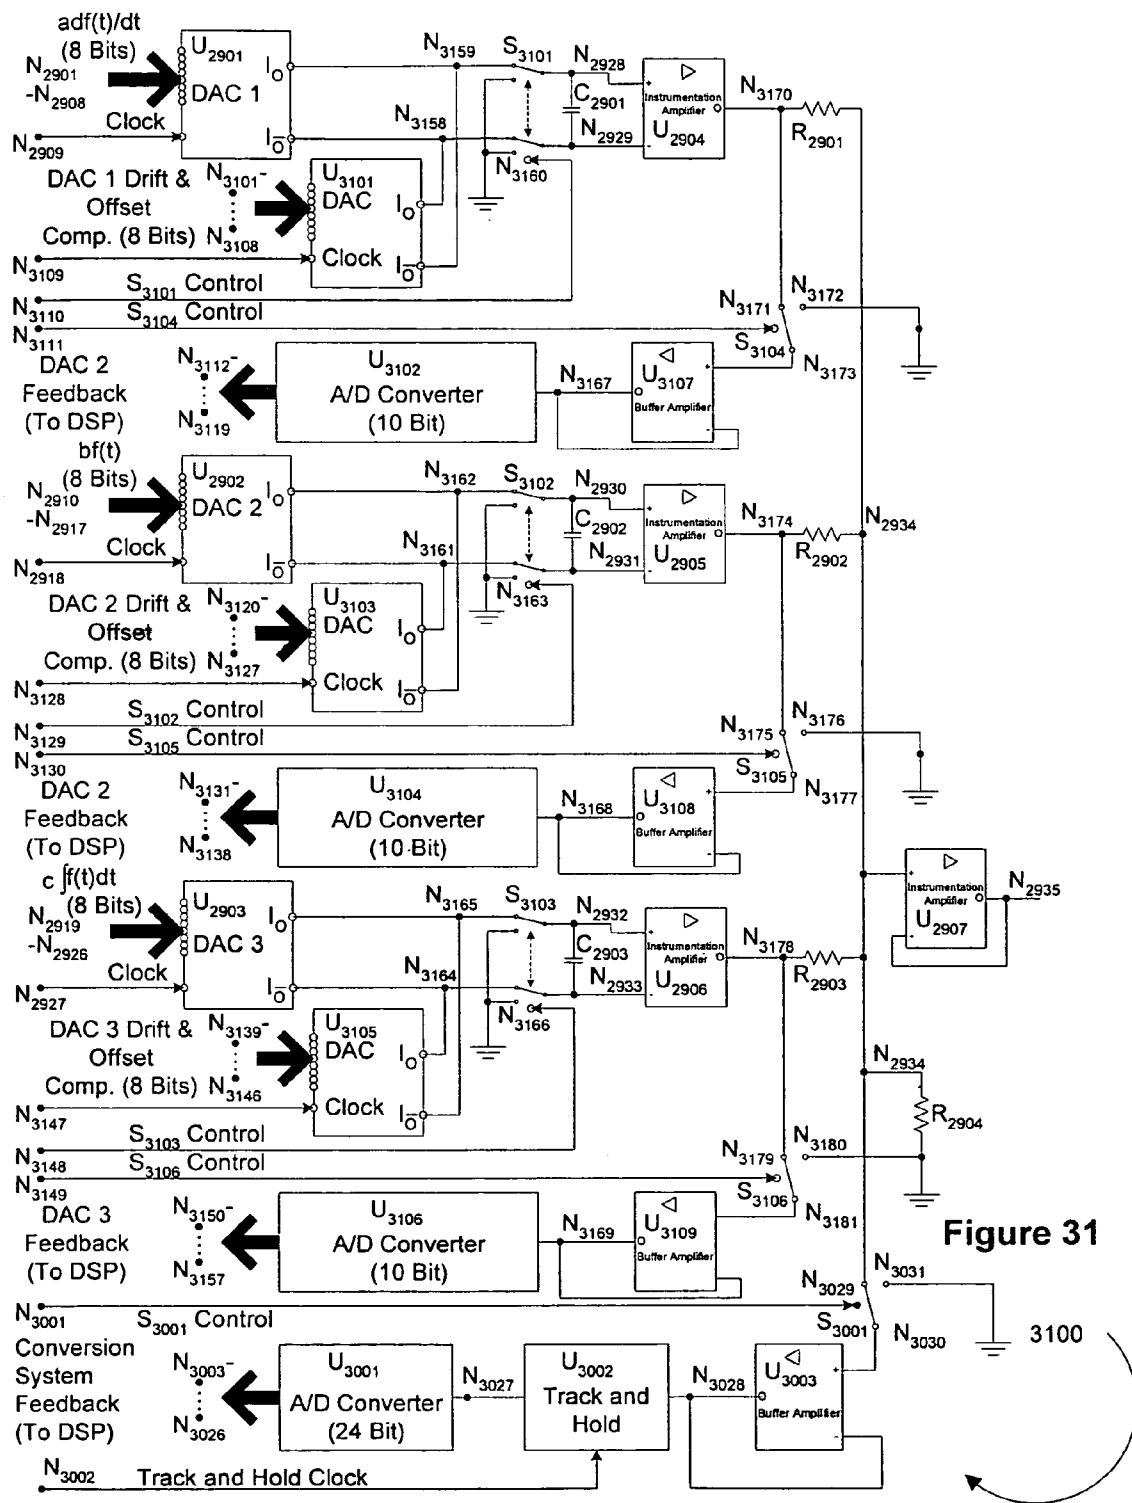 adf(t)/dt
(8 Bits)
N2901
-N2908
U2901
DAC 1
IO
IO
Clock
N2909
N3159
S3101
N2928
C2901
N3158
N2929
N3160
+
Instrumentation
Amplifier
U2904
-
N3170
R2901
DAC 1 Drift &
Offset
Comp. (8 Bits)
N3101-
N3108
U3101
DAC
IO
Clock
IO
N3109
S3101 Control
N3110
S3104 Control
N3111
N3171
N3172
S3104
N3173
DAC 2
Feedback
(To DSP)
N3112-
N3119
U3102
A/D Converter
(10 Bit)
N3167
U3107
Buffer Amplifier
+
-
bf(t)
(8 Bits)
N2910
-N2917
U2902
DAC 2
IO
IO
Clock
N2918
N3162
S3102
N2930
C2902
N3161
N2931
N3163
+
Instrumentation
Amplifier
U2905
-
N3174
R2902
N2934
DAC 2 Drift &
Offset
Comp. (8 Bits)
N3120-
N3127
U3103
DAC
IO
Clock
IO
N3128
S3102 Control
N3129
S3105 Control
N3130
N3175
N3176
S3105
N3177
DAC 2
Feedback
(To DSP)
N3131-
N3138
U3104
A/D Converter
(10 Bit)
N3168
U3108
Buffer Amplifier
+
-
c ∫f(t)dt
(8 Bits)
N2919
-N2926
U2903
DAC 3
IO
IO
Clock
N2927
N3165
S3103
N2932
C2903
N3164
N2933
N3166
+
Instrumentation
Amplifier
U2906
-
N3178
R2903
+
Instrumentation
Amplifier
U2907
-
N2935
DAC 3 Drift &
Offset
Comp. (8 Bits)
N3139-
N3146
U3105
DAC
IO
Clock
IO
N2934
R2904
N3147
S3103 Control
N3148
S3106 Control
N3149
N3179
N3180
S3106
N3181
DAC 3
Feedback
(To DSP)
N3150-
N3157
U3106
A/D Converter
(10 Bit)
N3169
U3109
Buffer Amplifier
+
-
Figure 31
N3001
S3001 Control
N3029
N3031
S3001
N3030
3100
Conversion
System
Feedback
(To DSP)
N3003-
N3026
U3001
A/D Converter
(24 Bit)
N3027
U3002
Track and
Hold
N3028
U3003
Buffer Amplifier
+
-
N3002
Track and Hold Clock